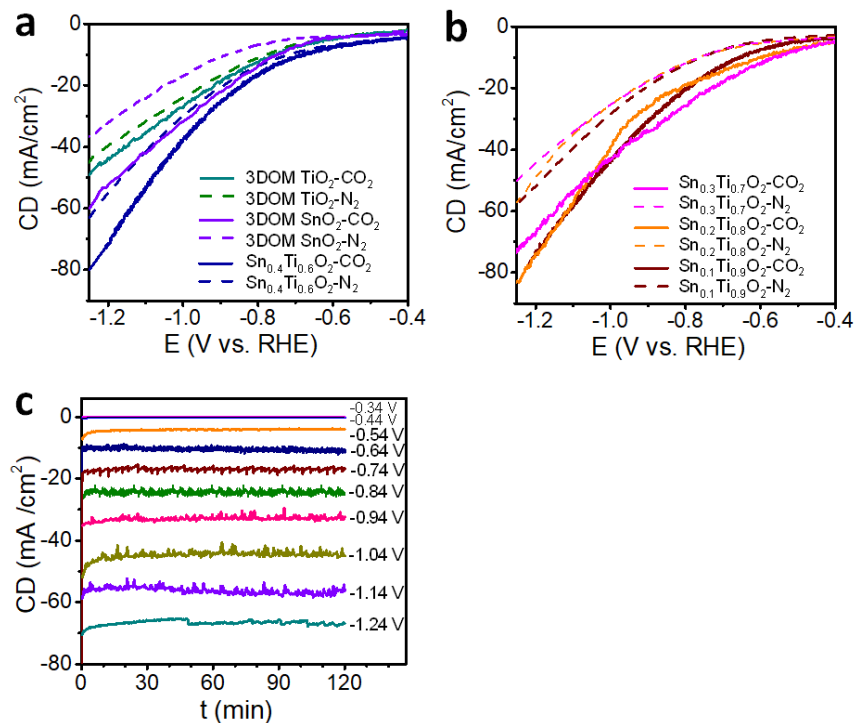 a
0
-20
-40
-60
-80
CD (mA/cm²)
3DOM TiO₂-CO₂
3DOM TiO₂-N₂
3DOM SnO₂-CO₂
3DOM SnO₂-N₂
Sn₀.₄Ti₀.₆O₂-CO₂
Sn₀.₄Ti₀.₆O₂-N₂
-1.2 -1.0 -0.8 -0.6 -0.4
E (V vs. RHE)
b
0
-20
-40
-60
-80
CD (mA/cm²)
Sn₀.₃Ti₀.₇O₂-CO₂
Sn₀.₃Ti₀.₇O₂-N₂
Sn₀.₂Ti₀.₈O₂-CO₂
Sn₀.₂Ti₀.₈O₂-N₂
Sn₀.₁Ti₀.₉O₂-CO₂
Sn₀.₁Ti₀.₉O₂-N₂
-1.2 -1.0 -0.8 -0.6 -0.4
E (V vs. RHE)
c
0
-20
-40
-60
-80
CD (mA /cm²)
-0.34 V
-0.44 V
-0.54 V
-0.64 V
-0.74 V
-0.84 V
-0.94 V
-1.04 V
-1.14 V
-1.24 V
0 30 60 90 120
t (min)